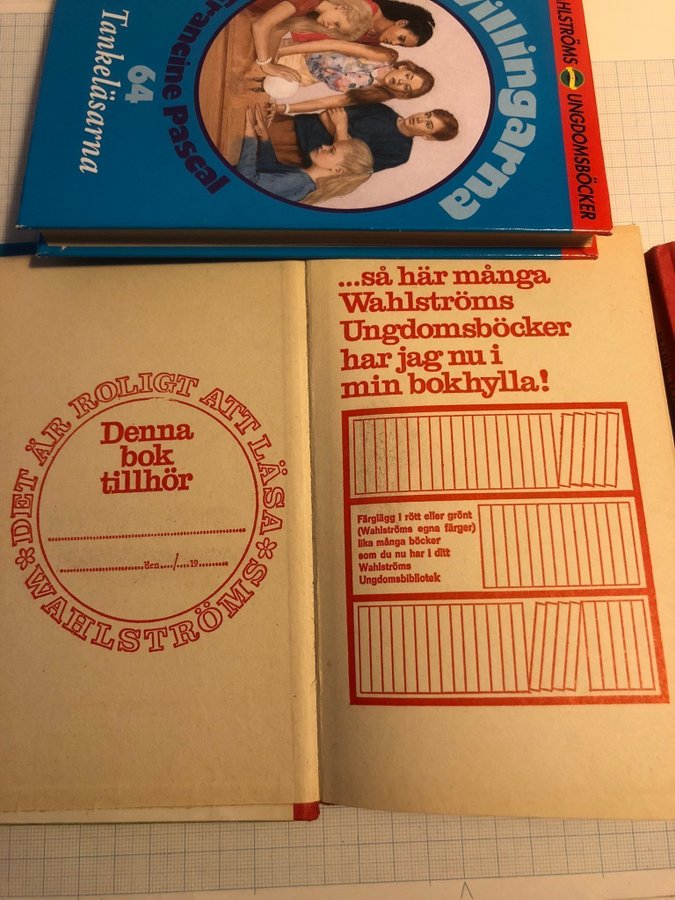 WAHLSTRÖMS UNGDOMSBÖCKER
villingarna
Francine Pascal
64
Tankeläsarna
DET ÄR ROLIGT ATT LÄSA
WAHLSTRÖMS
Denna
bok
tillhör
den..../....19........
...så här många
Wahlströms
Ungdomsböcker
har jag nu i
min bokhylla!
Färglägg i rött eller grönt
(Wahlströms egna färger)
lika många böcker
som du nu har i ditt
Wahlströms
Ungdomsbibliotek